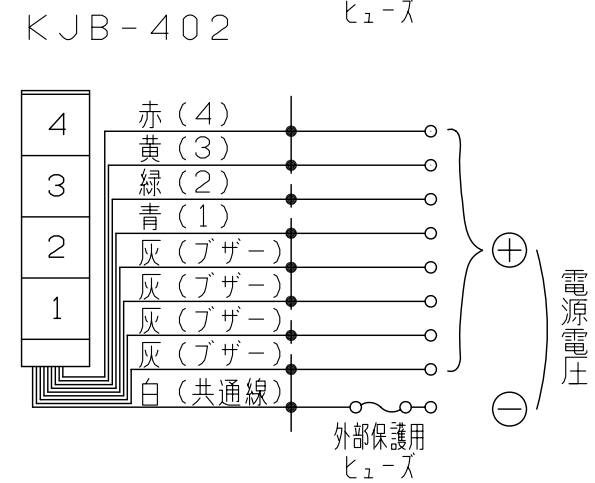 ヒューズ
KJB-402
4
3
2
1
赤(4)
黄(3)
緑(2)
青(1)
灰(ブザー)
灰(ブザー)
灰(ブザー)
灰(ブザー)
白(共通線)
+
-
電源電圧
外部保護用
ヒューズ